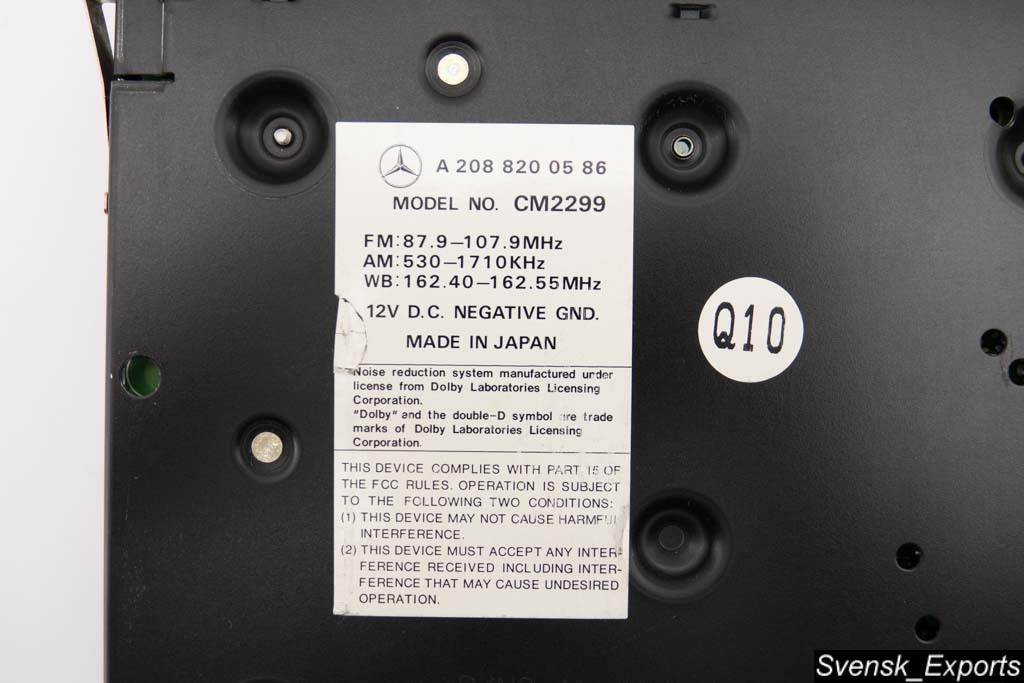 A 208 820 05 86
MODEL NO. CM2299
FM:87.9—107.9MHz
AM:530—1710KHz
WB:162.40—162.55MHz
12V D.C. NEGATIVE GND.
MADE IN JAPAN
Noise reduction system manufactured under
license from Dolby Laboratories Licensing
Corporation.
"Dolby" and the double-D symbol are trade
marks of Dolby Laboratories Licensing
Corporation.
THIS DEVICE COMPLIES WITH PART 15 OF
THE FCC RULES. OPERATION IS SUBJECT
TO THE FOLLOWING TWO CONDITIONS:
(1) THIS DEVICE MAY NOT CAUSE HARMFUL
INTERFERENCE.
(2) THIS DEVICE MUST ACCEPT ANY INTER-
FERENCE RECEIVED INCLUDING INTER-
FERENCE THAT MAY CAUSE UNDESIRED
OPERATION.
Q10
Svensk_Exports